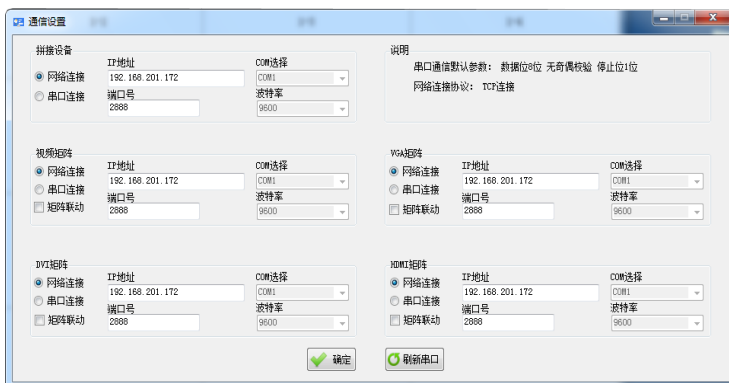 通信设置
拼接设备
IP地址 COM选择
网络连接 192.168.201.172 COM1
串口连接 端口号 波特率
2888 9600
说明
串口通信默认参数： 数据位8位 无奇偶校验 停止位1位
网络连接协议： TCP连接
视频矩阵
IP地址 COM选择
网络连接 192.168.201.172 COM1
串口连接 端口号 波特率
矩阵联动 2888 9600
VGA矩阵
IP地址 COM选择
网络连接 192.168.201.172 COM1
串口连接 端口号 波特率
矩阵联动 2888 9600
DVI矩阵
IP地址 COM选择
网络连接 192.168.201.172 COM1
串口连接 端口号 波特率
矩阵联动 2888 9600
HDMI矩阵
IP地址 COM选择
网络连接 192.168.201.172 COM1
串口连接 端口号 波特率
矩阵联动 2888 9600
确定 刷新串口